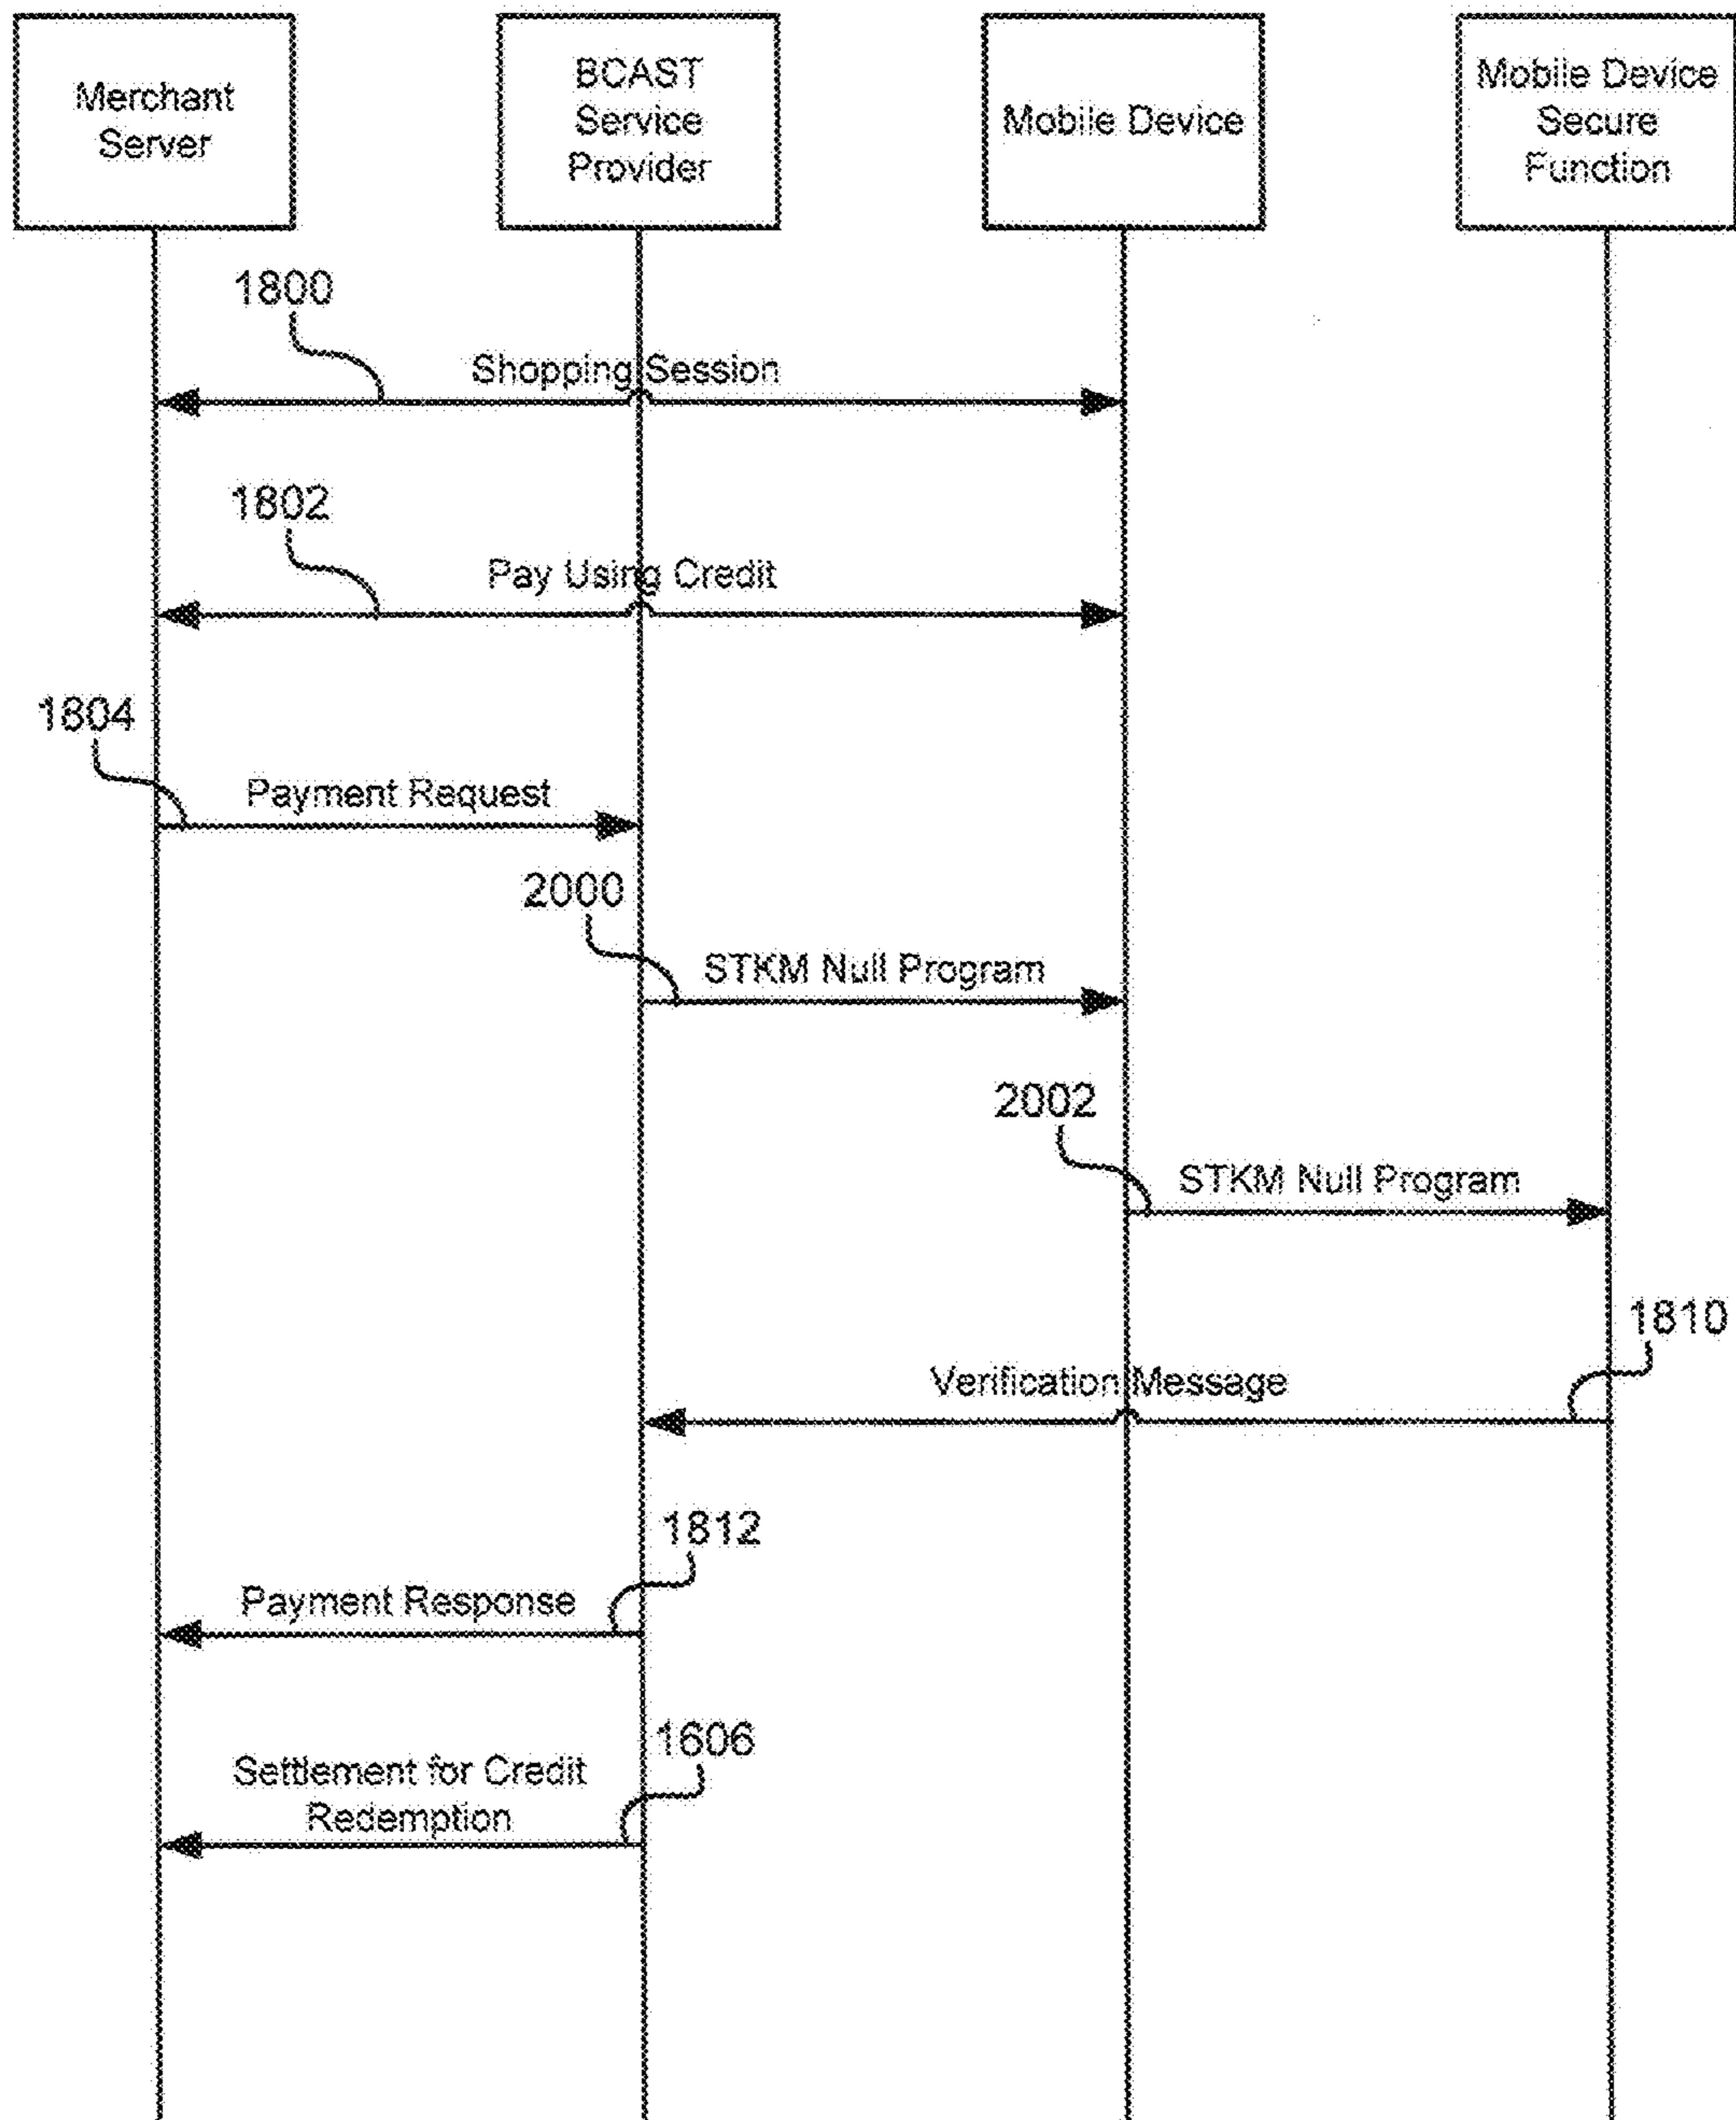 Merchant
Server
BCAST
Service
Provider
Mobile Device
Mobile Device
Secure
Function
1800
Shopping Session
1802
Pay Using Credit
1804
Payment Request
2000
STKM Null Program
2002
STKM Null Program
1810
Verification Message
1812
Payment Response
1606
Settlement for Credit
Redemption